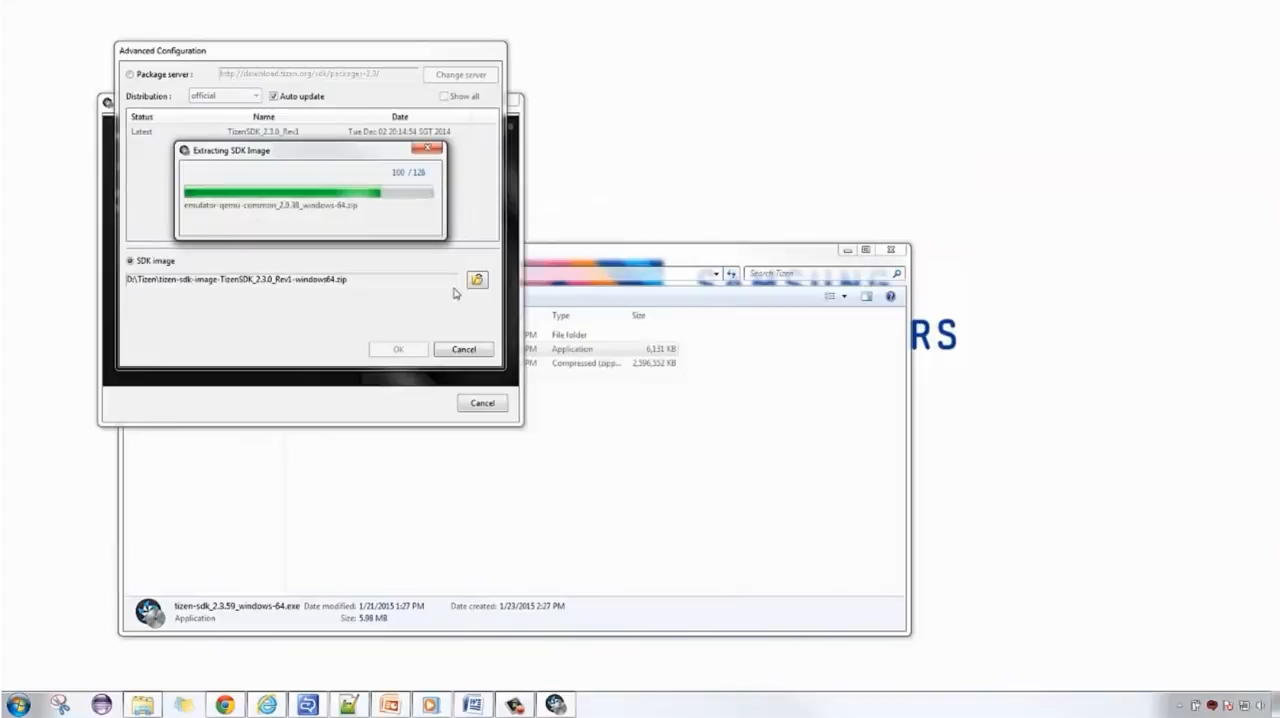 Advanced Configuration
Package server :
http://download.tizen.org/sdk/packages-2.3/
Change server
Distribution :
official
Auto update
Show all
Status
Name
Date
Latest
TizenSDK_2.3.0_Rev1
Tue Dec 02 20:14:54 SGT 2014
Extracting SDK Image
100 / 128
emulator-qemu-common_2.0.38_windows-64.zip
SDK image
D:\Tizen\tizen-sdk-image-TizenSDK_2.3.0_Rev1-windows64.zip
OK
Cancel
Cancel
Search Tizen
SAMSUNG
Type
Size
PM
File folder
PM
Application
6,131 KB
PM
Compressed (zipp...
2,596,552 KB
RS
tizen-sdk_2.3.59_windows-64.exe
Date modified: 1/21/2015 1:27 PM
Date created: 1/23/2015 2:27 PM
Application
Size: 5.98 MB